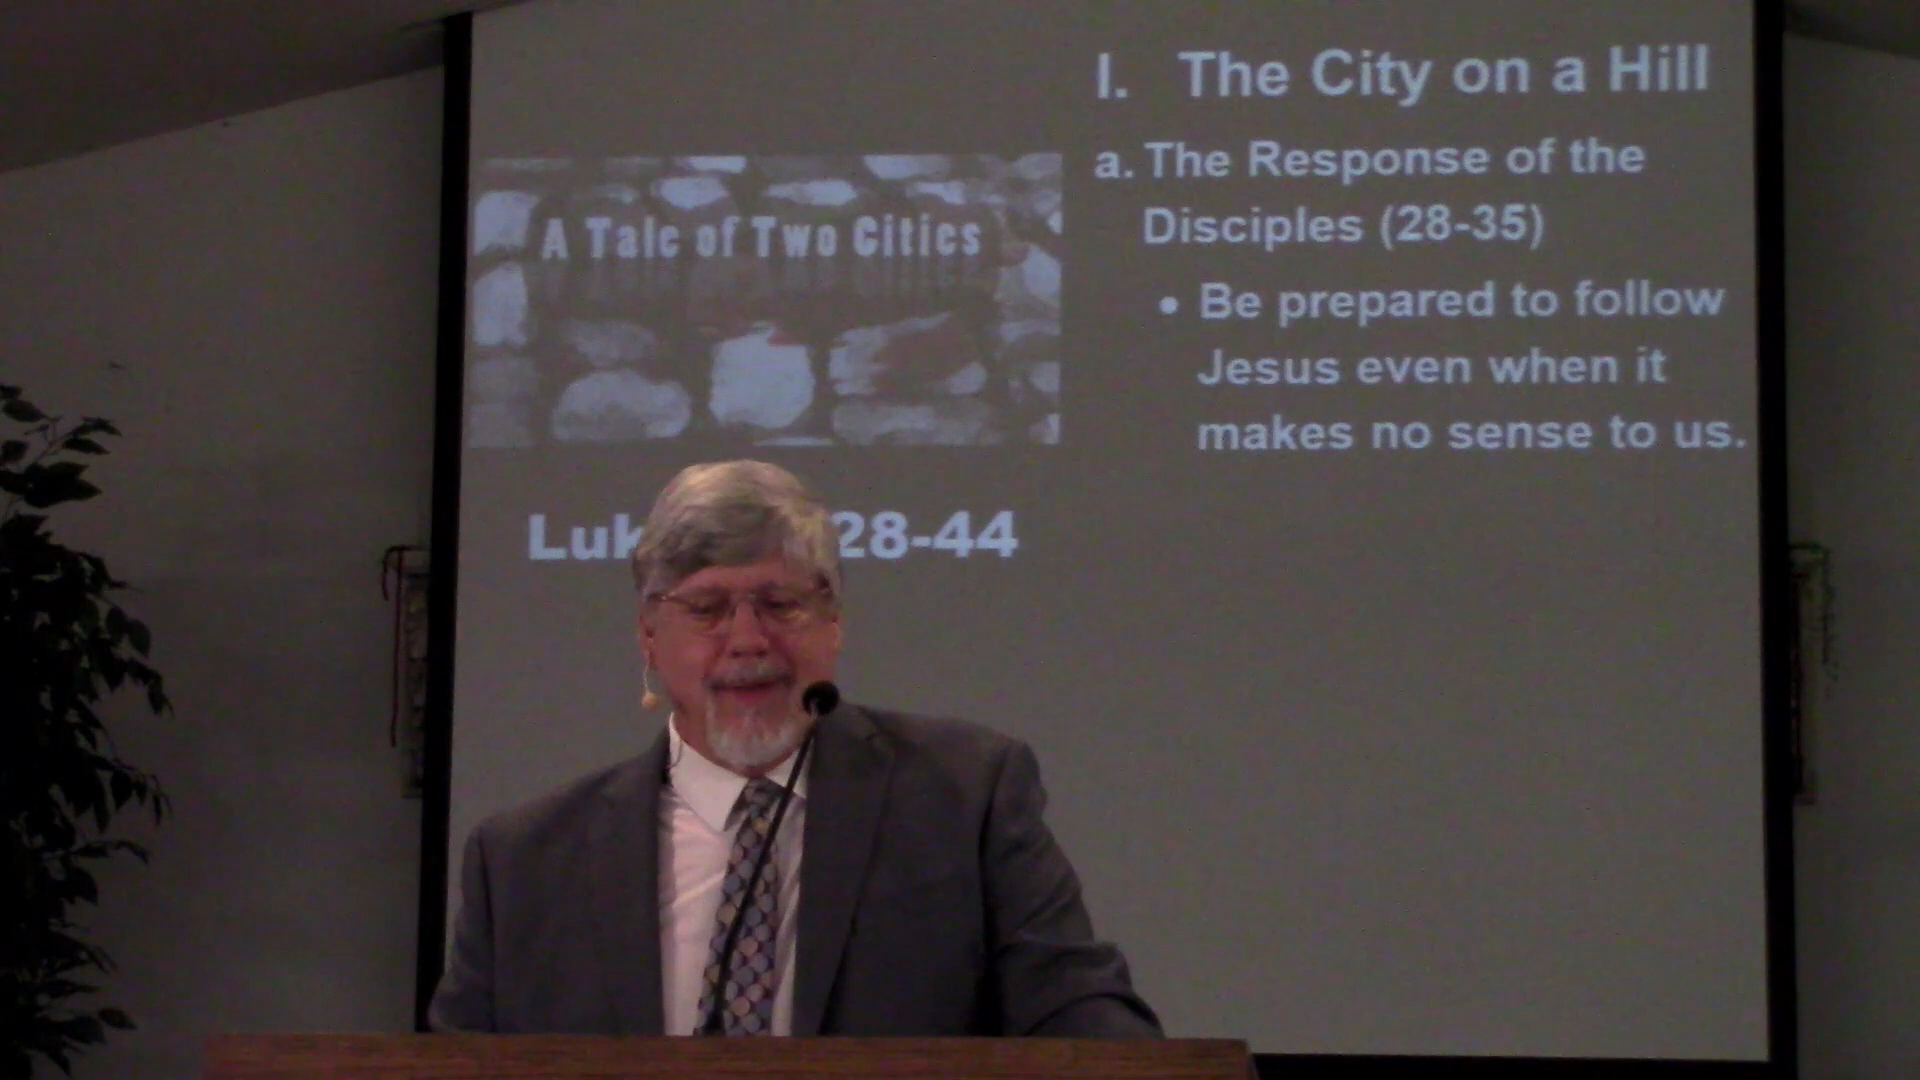 A Tale of Two Cities
Luk 28-44
I. The City on a Hill
a. The Response of the
Disciples (28-35)
• Be prepared to follow
Jesus even when it
makes no sense to us.